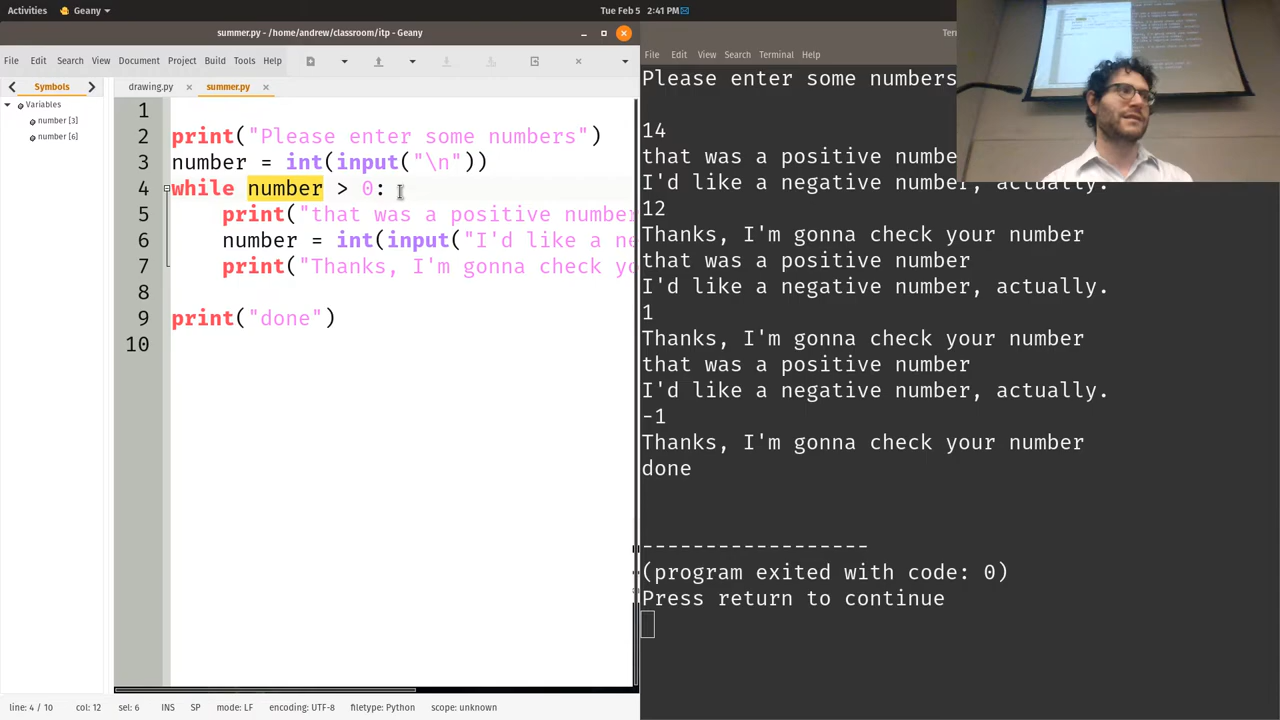 Activities
Geany
Tue Feb 5 2:41 PM
summer.py - /home/andrew/classroom/itp - Geany
File Edit Search View Document Project Build Tools Help
Symbols
drawing.py
summer.py
Variables
number [3]
number [6]
1
2 print("Please enter some numbers")
3 number = int(input("\n"))
4 while number > 0:
5 print("that was a positive number
6 number = int(input("I'd like a ne
7 print("Thanks, I'm gonna check yo
8
9 print("done")
10
line: 4 / 10 col: 12 sel: 6 INS SP mode: LF encoding: UTF-8 filetype: Python scope: unknown
File Edit View Search Terminal Help
Please enter some numbers
14
that was a positive numbe
I'd like a negative number, actually.
12
Thanks, I'm gonna check your number
that was a positive number
I'd like a negative number, actually.
1
Thanks, I'm gonna check your number
that was a positive number
I'd like a negative number, actually.
-1
Thanks, I'm gonna check your number
done
------------------
(program exited with code: 0)
Press return to continue